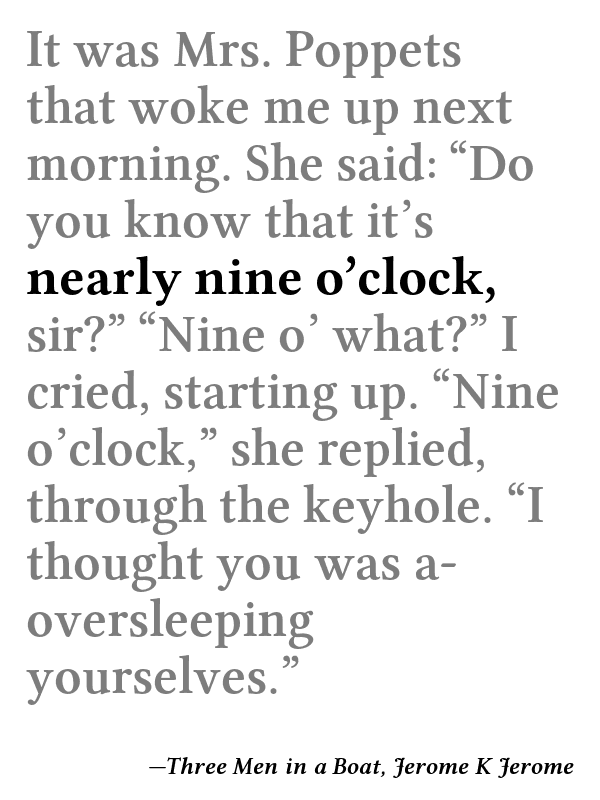 It was Mrs. Poppets
that woke me up next
morning. She said: “Do
you know that it’s
nearly nine o’clock,
sir?” “Nine o’ what?” I
cried, starting up. “Nine
o’clock,” she replied,
through the keyhole. “I
thought you was a-
oversleeping
yourselves.”
—Three Men in a Boat, Jerome K Jerome